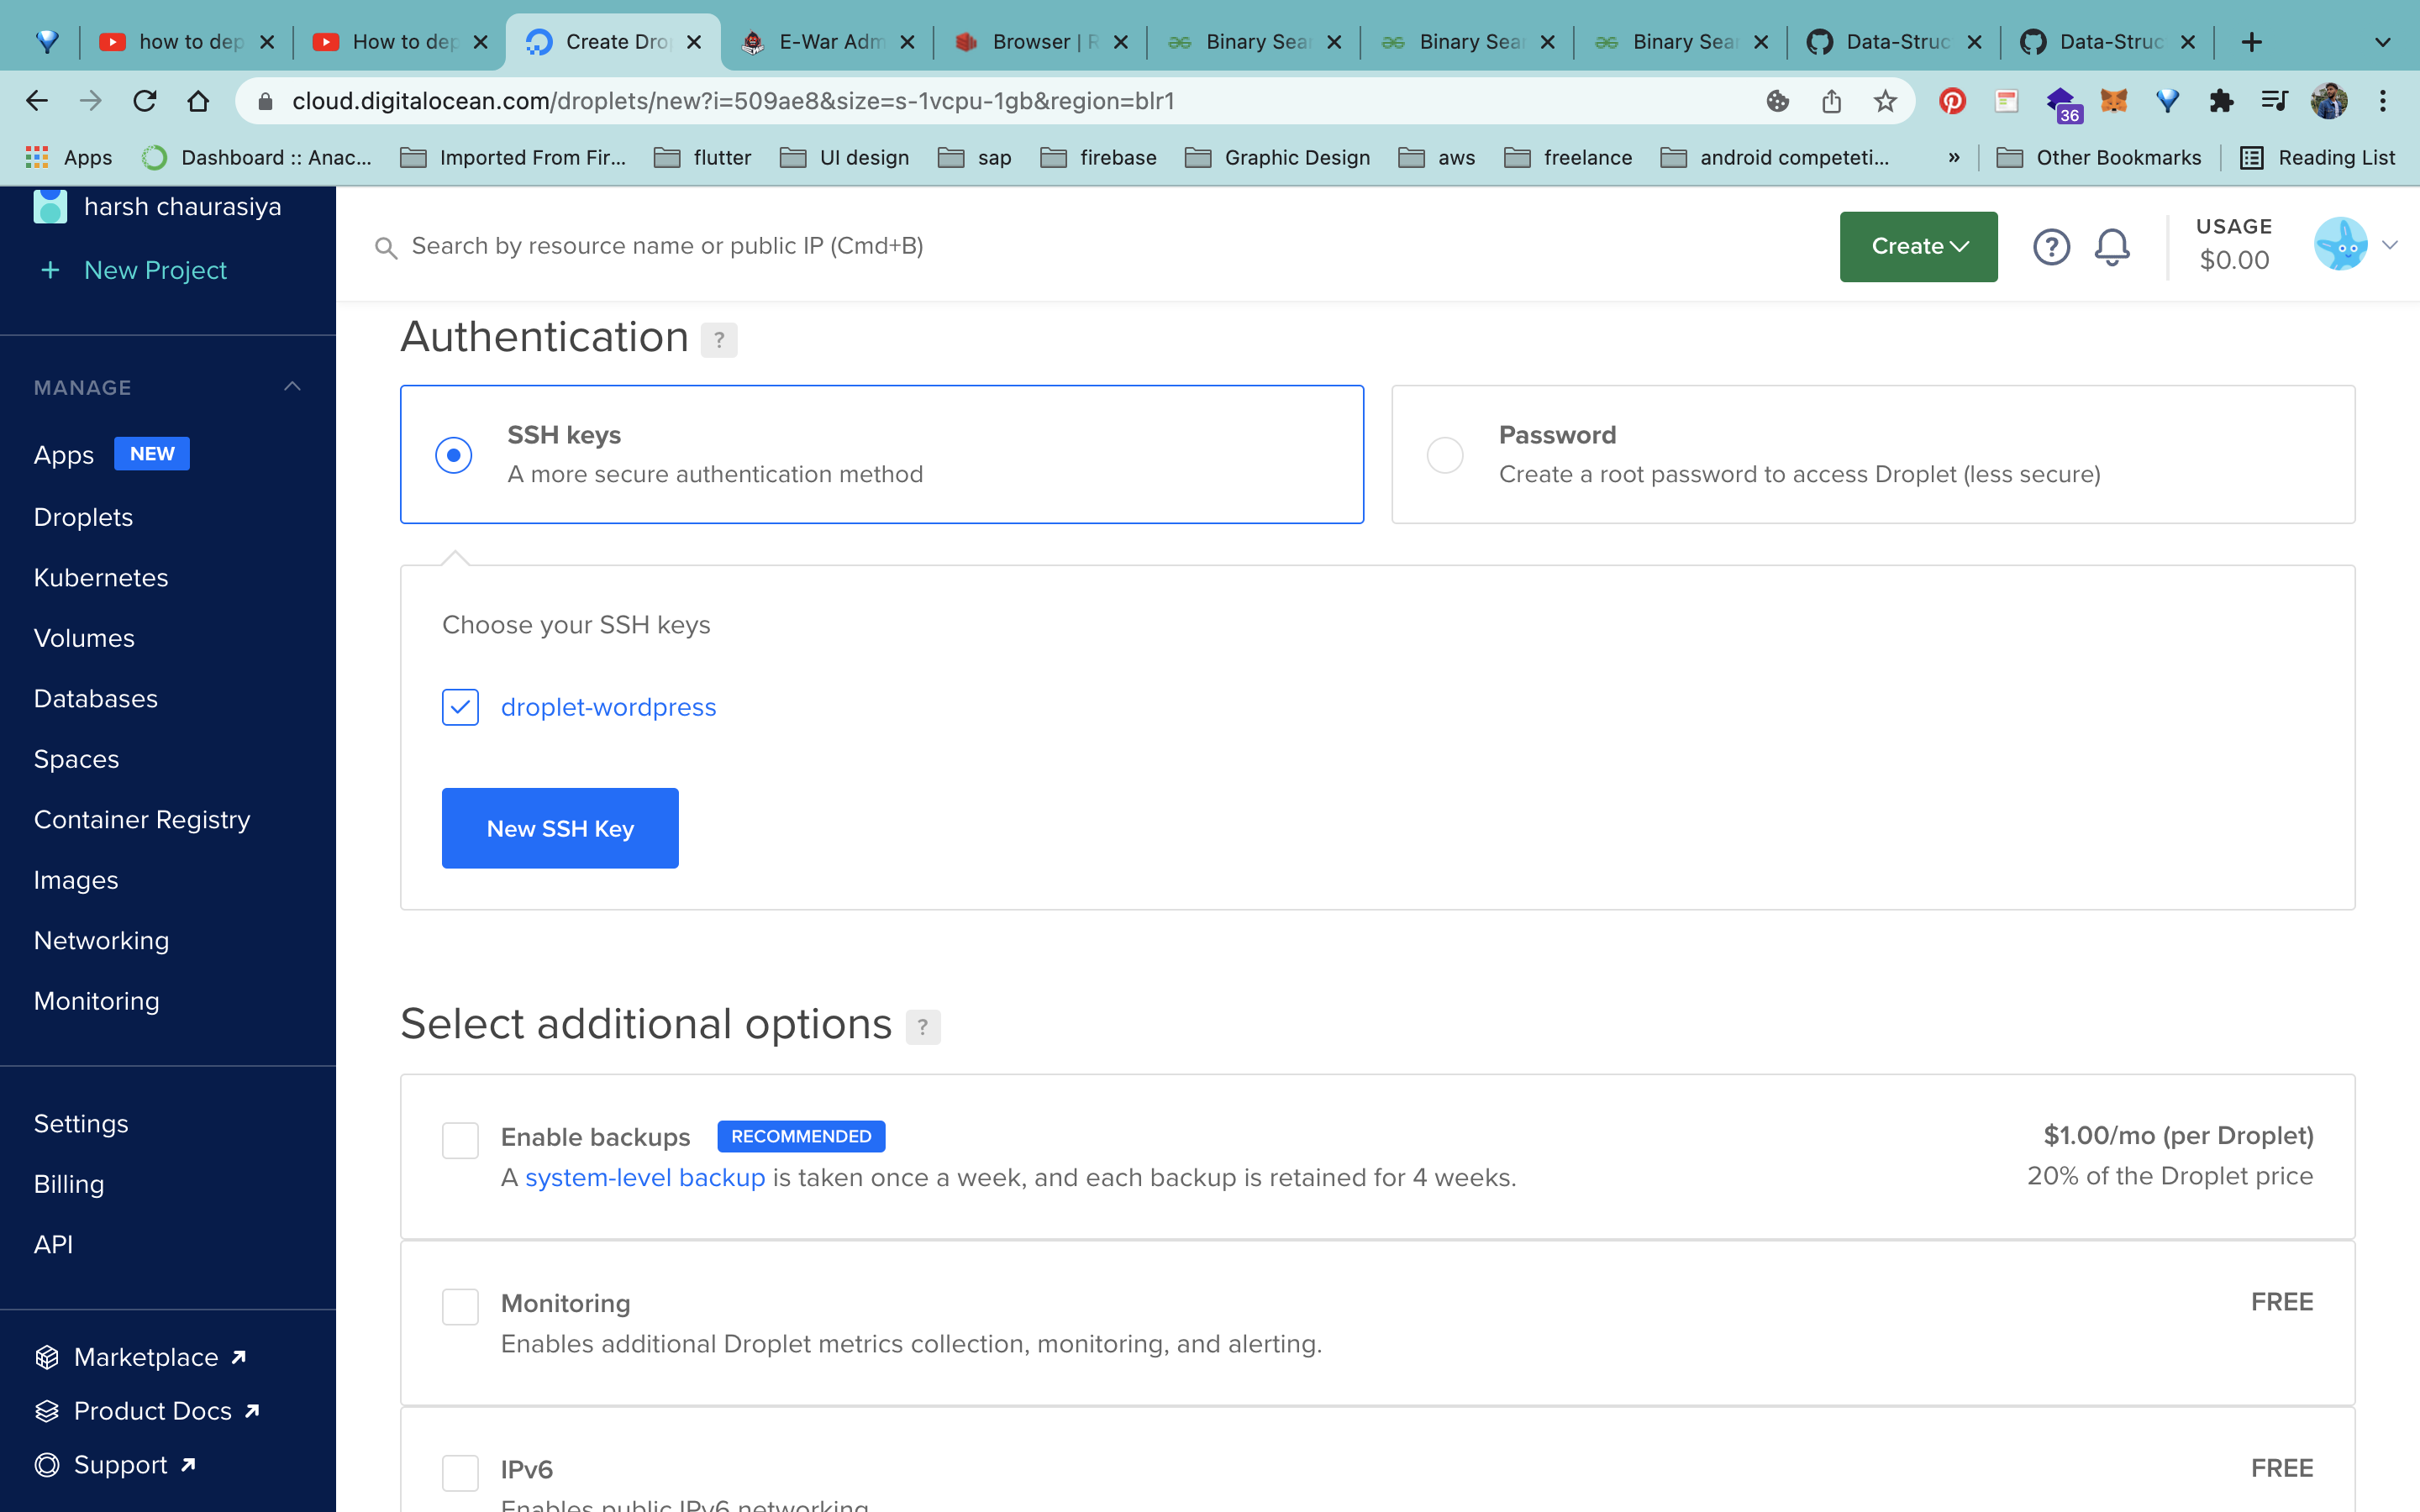 how to dep
How to dep
Create Dro
E-War Adm
Browser | R
Binary Sea
Binary Sea
Binary Sea
Data-Struc
Data-Struc
cloud.digitalocean.com/droplets/new?i=509ae8&size=s-1vcpu-1gb&region=blr1
36
Apps
Dashboard :: Anac...
Imported From Fir...
flutter
UI design
sap
firebase
Graphic Design
aws
freelance
android competeti...
»
Other Bookmarks
Reading List
harsh chaurasiya
+ New Project
MANAGE
Apps NEW
Droplets
Kubernetes
Volumes
Databases
Spaces
Container Registry
Images
Networking
Monitoring
Settings
Billing
API
Marketplace
Product Docs
Support
Search by resource name or public IP (Cmd+B)
Create
?
USAGE
$0.00
Authentication ?
SSH keys
A more secure authentication method
Password
Create a root password to access Droplet (less secure)
Choose your SSH keys
droplet-wordpress
New SSH Key
Select additional options ?
Enable backups RECOMMENDED
A system-level backup is taken once a week, and each backup is retained for 4 weeks.
$1.00/mo (per Droplet)
20% of the Droplet price
Monitoring
Enables additional Droplet metrics collection, monitoring, and alerting.
FREE
IPv6
Enables public IPv6 networking
FREE